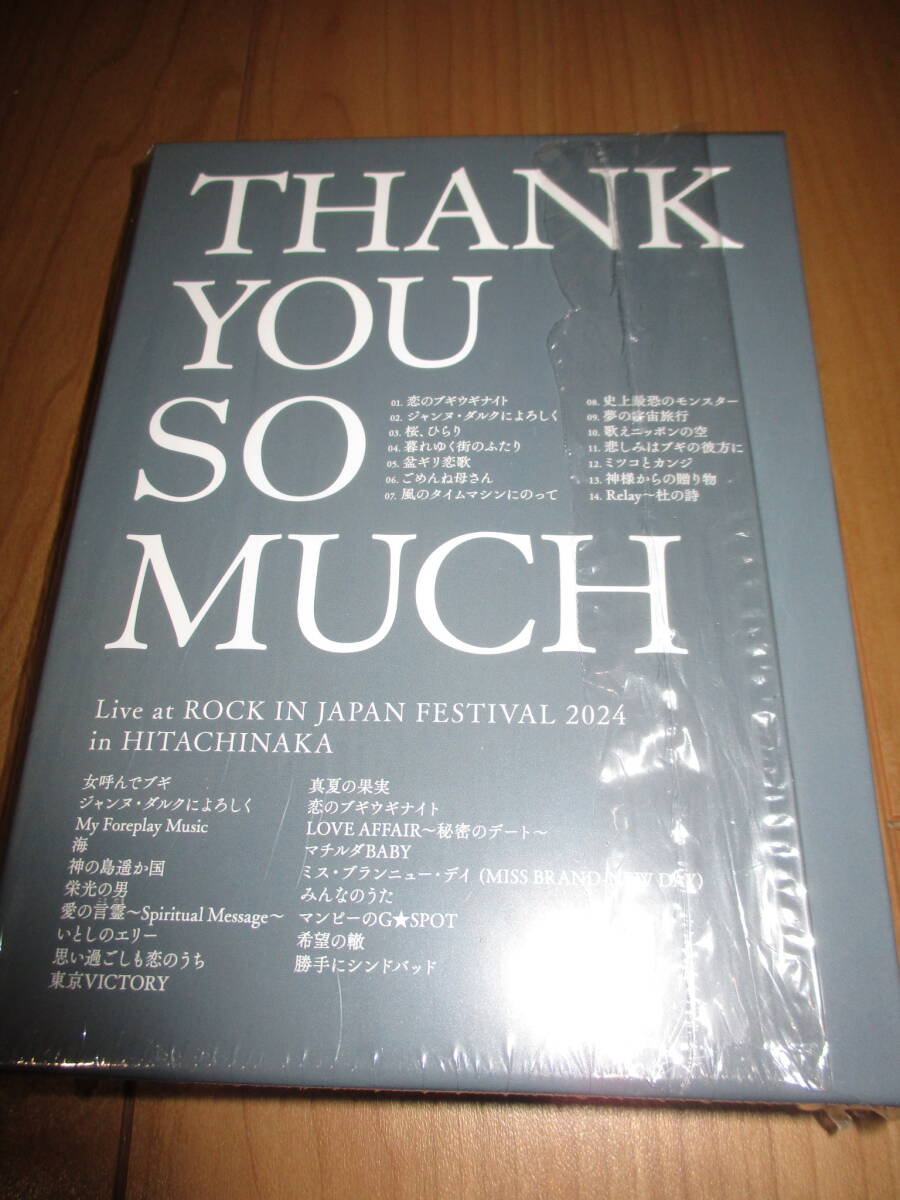 THANK
YOU
SO
MUCH
01. 恋のブギウギナイト
02. ジャンヌ・ダルクによろしく
03. 桜、ひらり
04. 暮れゆく街のふたり
05. 盆ギリ恋歌
06. ごめんね母さん
07. 風のタイムマシンにのって
08. 史上最恐のモンスター
09. 夢の宇宙旅行
10. 歌えニッポンの空
11. 悲しみはブギの彼方に
12. ミツコとカンジ
13. 神様からの贈り物
14. Relay〜杜の詩
Live at ROCK IN JAPAN FESTIVAL 2024
in HITACHINAKA
女呼んでブギ
ジャンヌ・ダルクによろしく
My Foreplay Music
海
神の島遥か国
栄光の男
愛の言霊〜Spiritual Message〜
いとしのエリー
思い過ごしも恋のうち
東京VICTORY
真夏の果実
恋のブギウギナイト
LOVE AFFAIR〜秘密のデート〜
マチルダBABY
ミス・ブランニュー・デイ (MISS BRAND-NEW DAY)
みんなのうた
マンピーのG★SPOT
希望の轍
勝手にシンドバッド